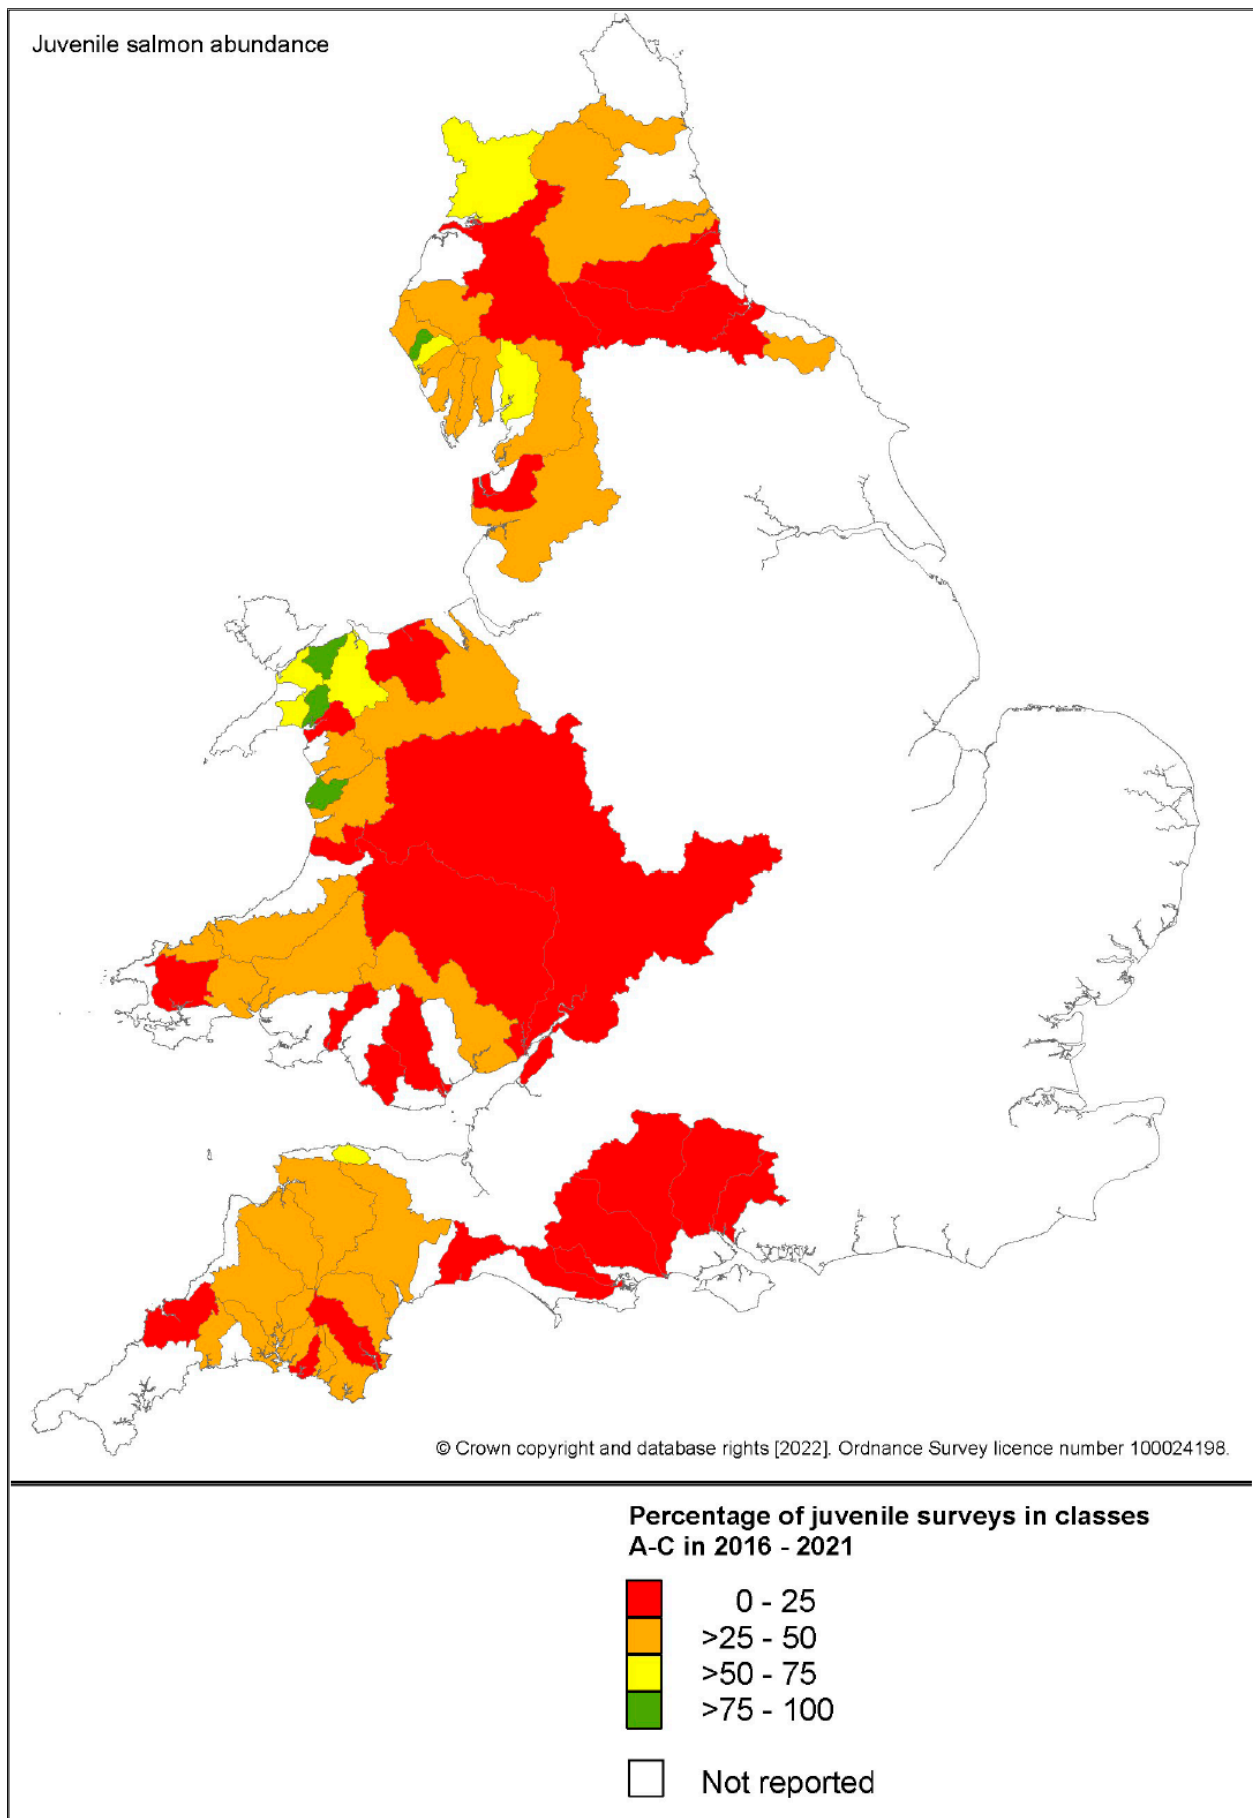 Juvenile salmon abundance
© Crown copyright and database rights [2022]. Ordnance Survey licence number 100024198.
Percentage of juvenile surveys in classes
A-C in 2016 - 2021
0 - 25
>25 - 50
>50 - 75
>75 - 100
Not reported